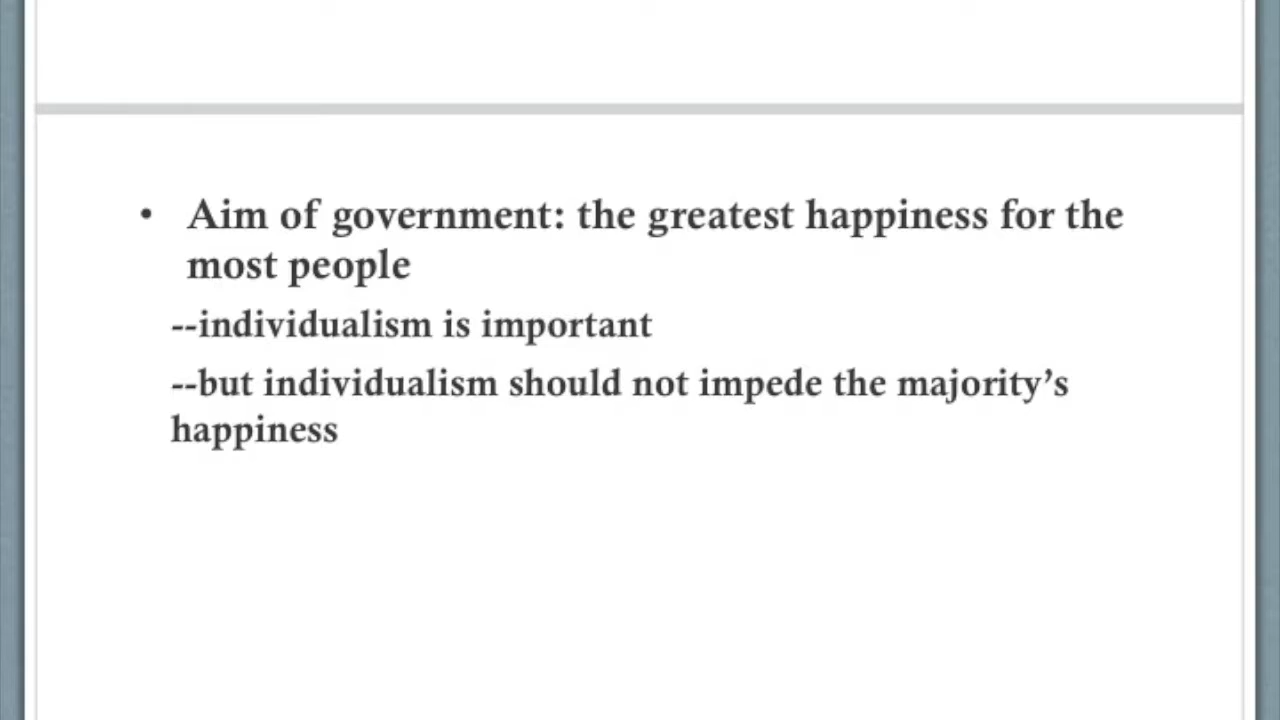 • Aim of government: the greatest happiness for the
most people
--individualism is important
--but individualism should not impede the majority’s
happiness